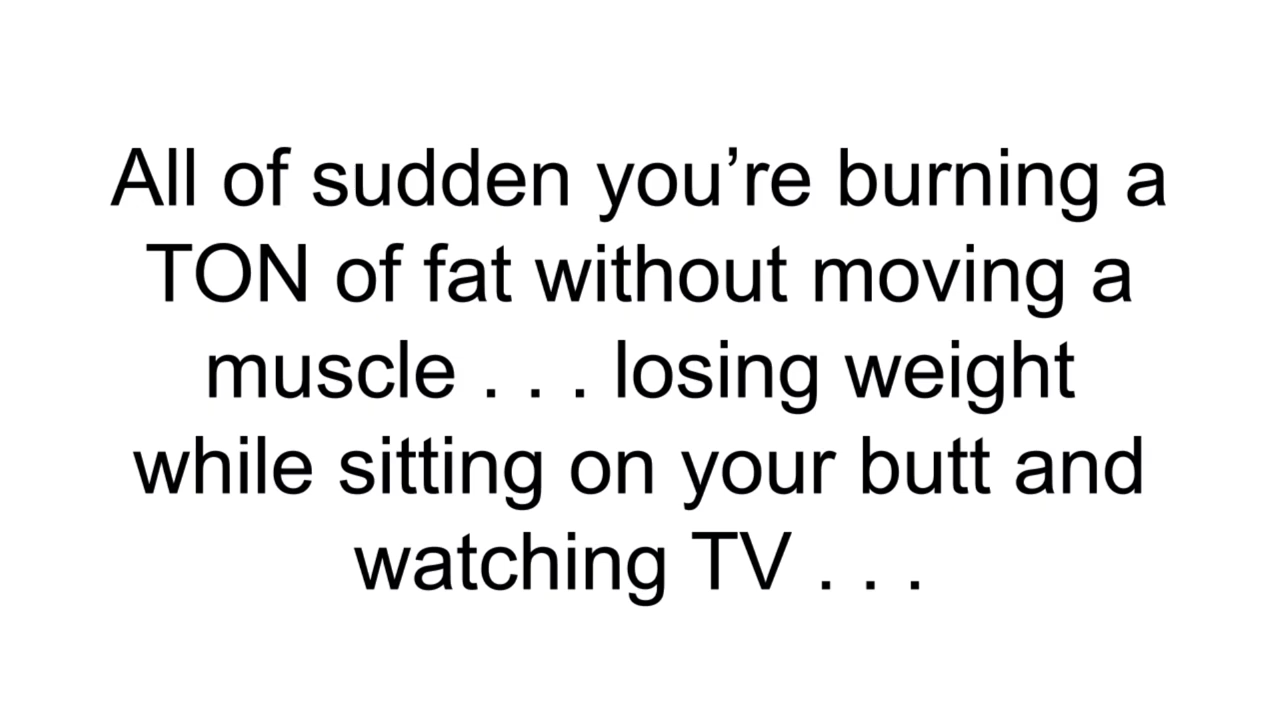 All of sudden you’re burning a
TON of fat without moving a
muscle . . . losing weight
while sitting on your butt and
watching TV . . .